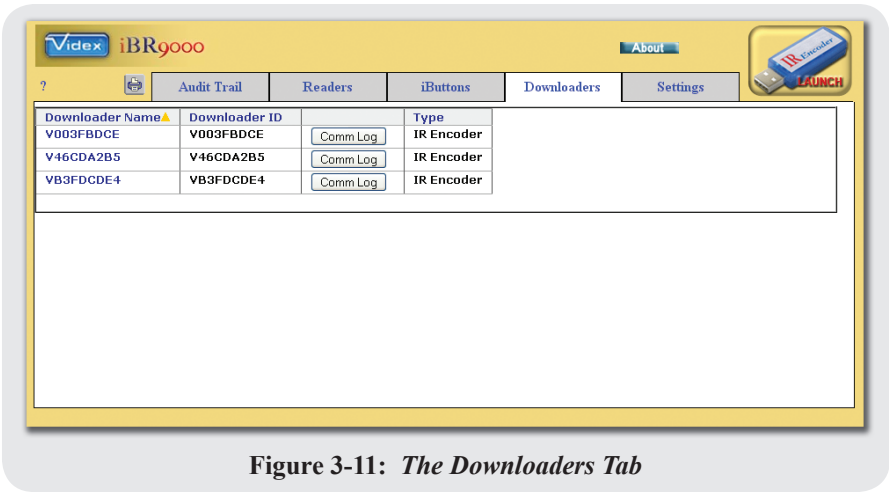 Videx iBR9000 About
IR Encoder
LAUNCH
? Audit Trail Readers iButtons Downloaders Settings
Downloader Name Downloader ID Type
V003FBDCE V003FBDCE Comm Log IR Encoder
V46CDA2B5 V46CDA2B5 Comm Log IR Encoder
VB3FDCDE4 VB3FDCDE4 Comm Log IR Encoder
Figure 3-11: The Downloaders Tab